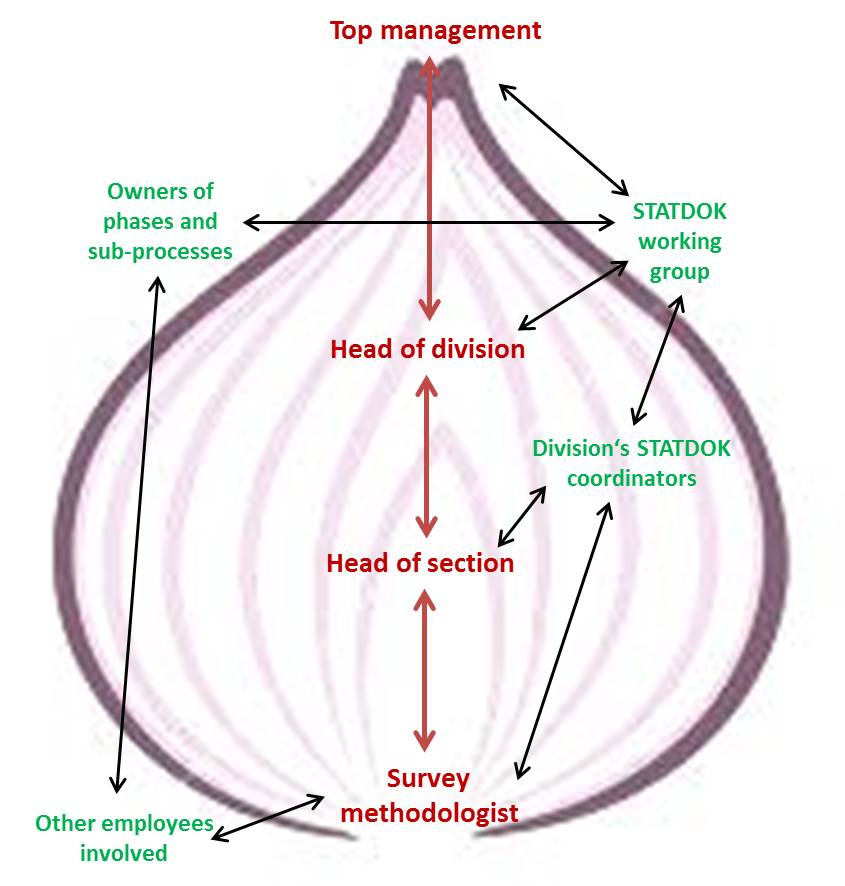 Top management
Owners of
phases and
sub-processes
STATDOK
working
group
Head of division
Division‘s STATDOK
coordinators
Head of section
Survey
methodologist
Other employees
involved